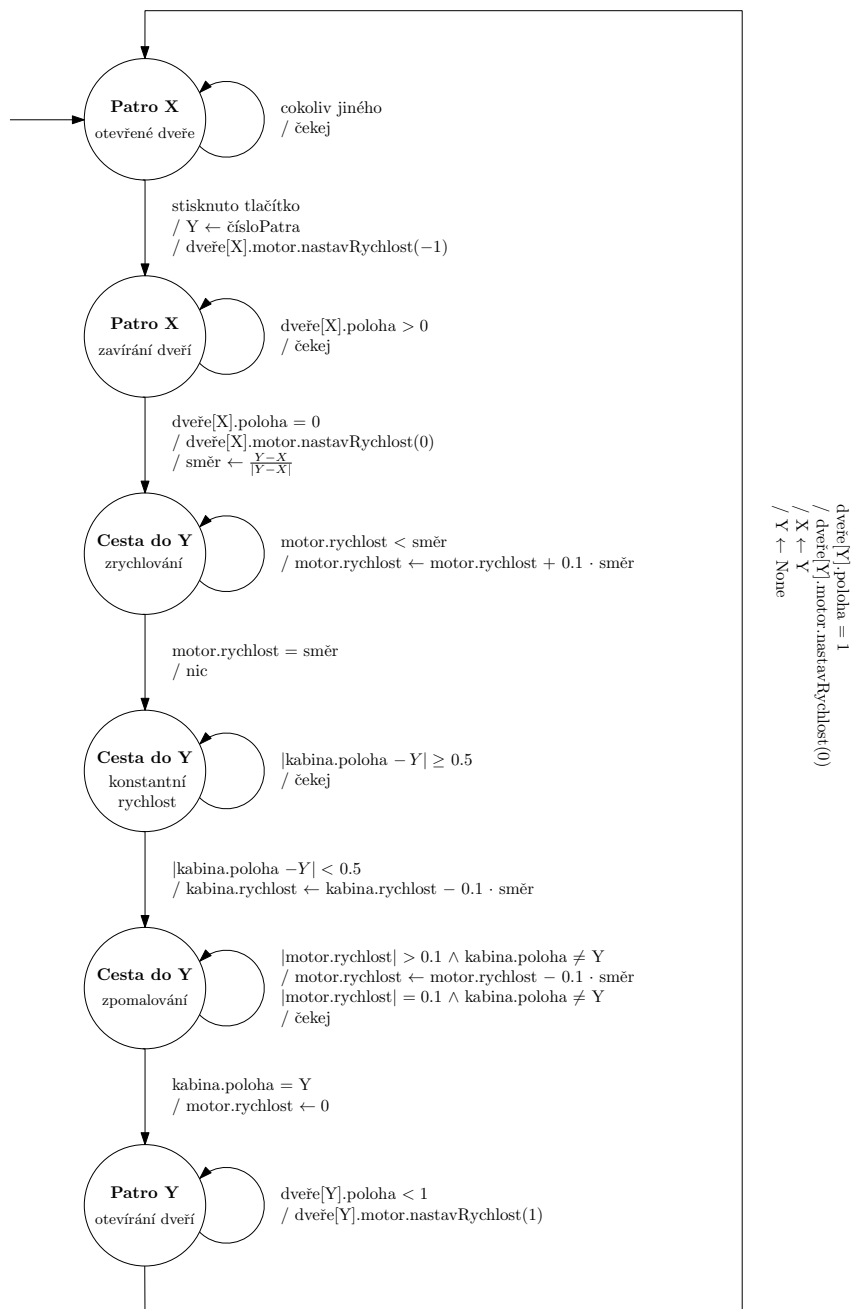 Patro X
otevřené dveře
cokoliv jiného
/ čekej
stisknuto tlačítko
/ Y ← čísloPatra
/ dveře[X].motor.nastavRychlost(−1)
Patro X
zavírání dveří
dveře[X].poloha > 0
/ čekej
dveře[X].poloha = 0
/ dveře[X].motor.nastavRychlost(0)
/ směr ← \frac{Y−X}{|Y−X|}
Cesta do Y
zrychlování
motor.rychlost < směr
/ motor.rychlost ← motor.rychlost + 0.1 · směr
motor.rychlost = směr
/ nic
Cesta do Y
konstantní
rychlost
|kabina.poloha − Y| ≥ 0.5
/ čekej
|kabina.poloha −Y| < 0.5
/ kabina.rychlost ← kabina.rychlost − 0.1 · směr
Cesta do Y
zpomalování
|motor.rychlost| > 0.1 ∧ kabina.poloha ≠ Y
/ motor.rychlost ← motor.rychlost − 0.1 · směr
|motor.rychlost| = 0.1 ∧ kabina.poloha ≠ Y
/ čekej
kabina.poloha = Y
/ motor.rychlost ← 0
Patro Y
otevírání dveří
dveře[Y].poloha < 1
/ dveře[Y].motor.nastavRychlost(1)
dveře[Y].poloha = 1
/ dveře[Y].motor.nastavRychlost(0)
/ X ← Y
/ Y ← None